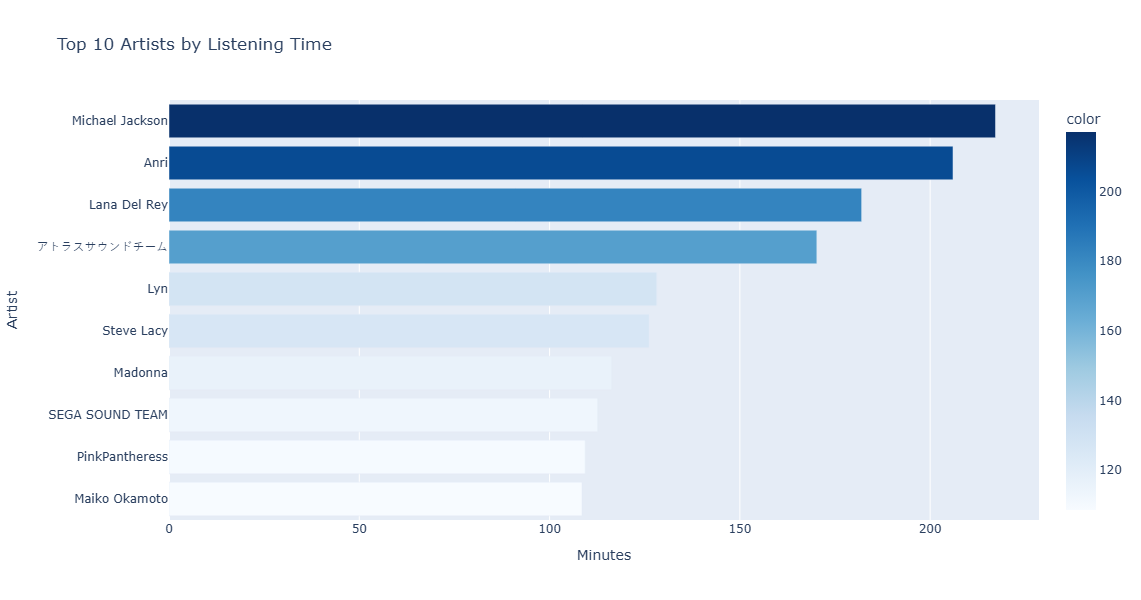 Top 10 Artists by Listening Time
Artist
Michael Jackson
Anri
Lana Del Rey
アトラスサウンドチーム
Lyn
Steve Lacy
Madonna
SEGA SOUND TEAM
PinkPantheress
Maiko Okamoto
0 50 100 150 200
Minutes
color
200
180
160
140
120